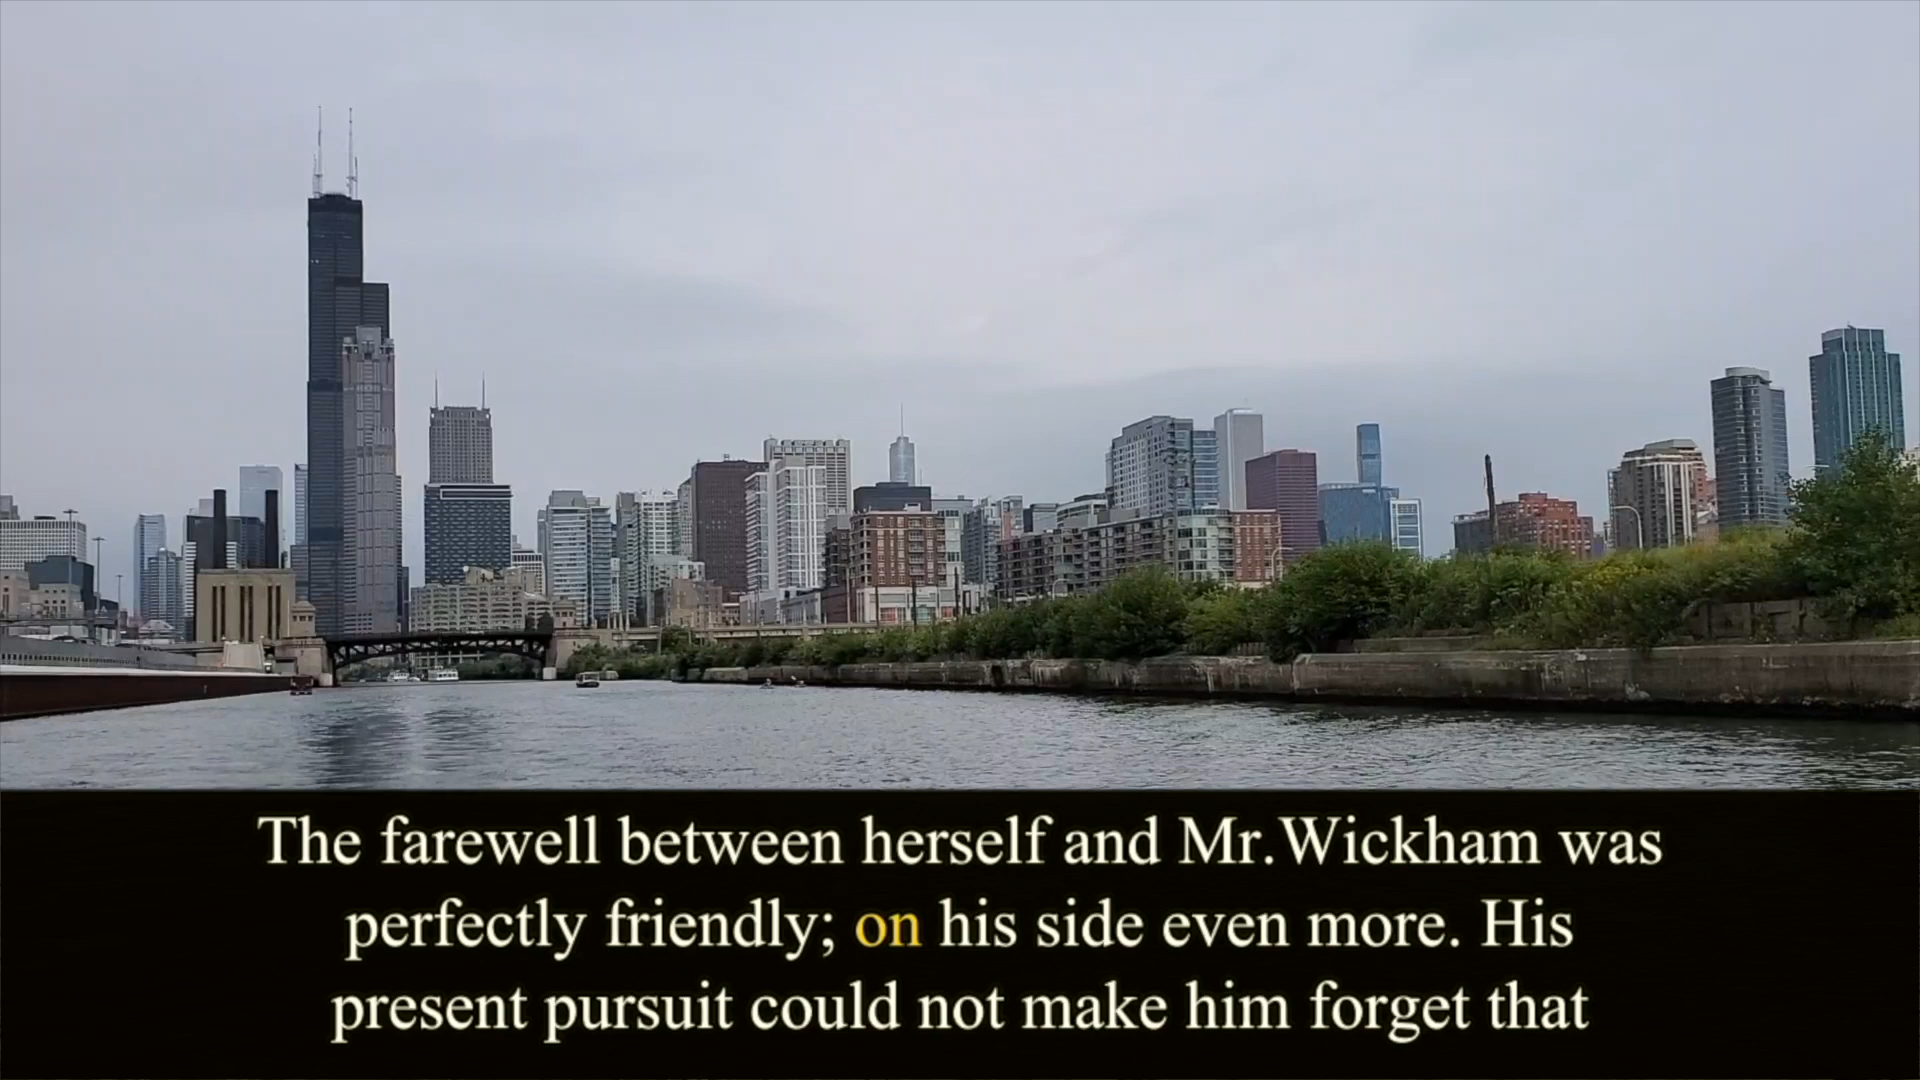 The farewell between herself and Mr.Wickham was
perfectly friendly; on his side even more. His
present pursuit could not make him forget that